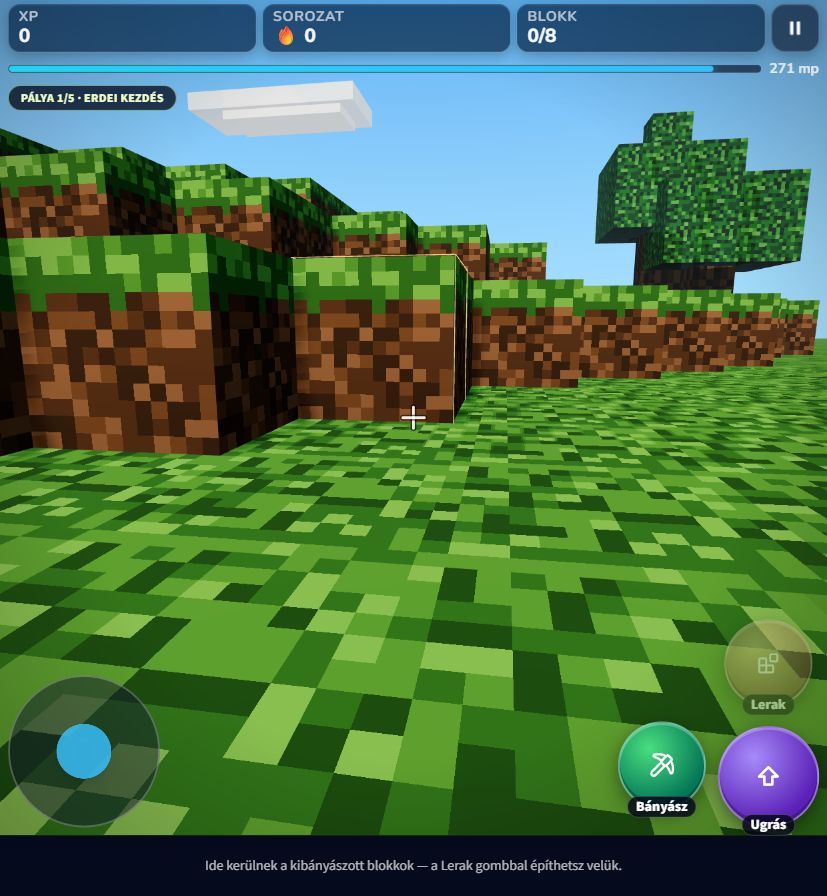 XP
0
SOROZAT
🔥 0
BLOKK
0/8
271 mp
PÁLYA 1/5 · ERDEI KEZDÉS
Lerak
Bányász
Ugrás
Ide kerülnek a kibányászott blokkok — a Lerak gombbal építhetsz velük.